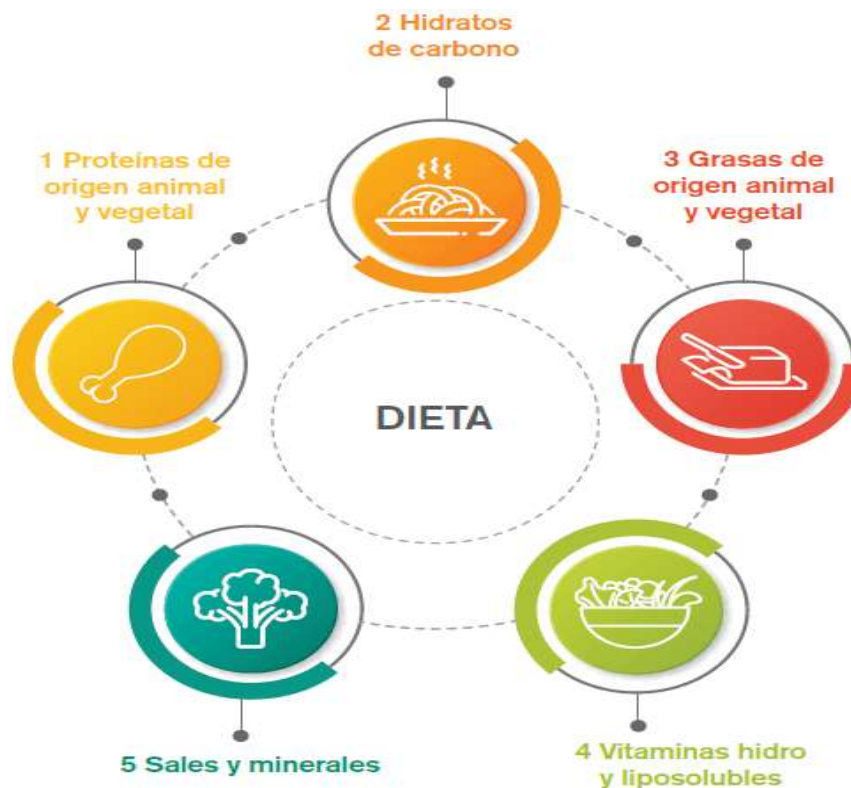 2 Hidratos
de carbono
1 Proteínas de
origen animal
y vegetal
3 Grasas de
origen animal
y vegetal
DIETA
5 Sales y minerales
4 Vitaminas hidro
y liposolubles